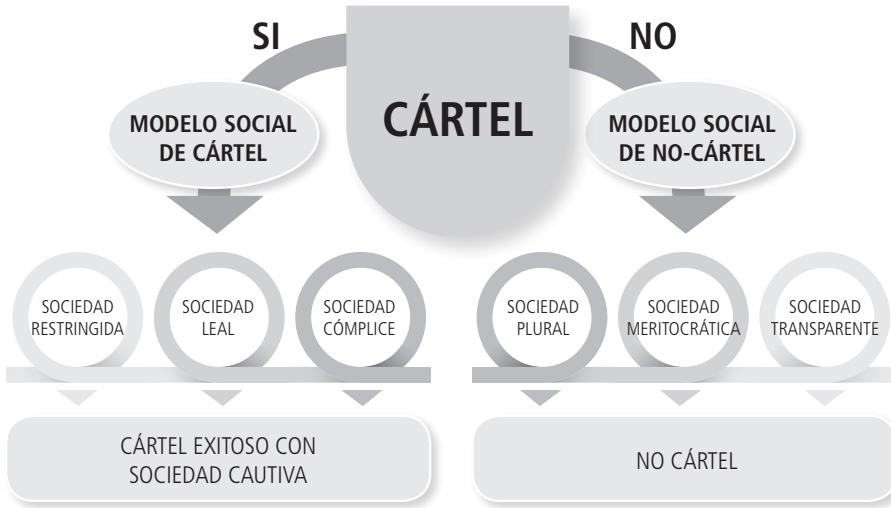 SI
NO
CÁRTEL
MODELO SOCIAL
DE CÁRTEL
MODELO SOCIAL
DE NO-CÁRTEL
SOCIEDAD
RESTRINGIDA
SOCIEDAD
LEAL
SOCIEDAD
CÓMPLICE
SOCIEDAD
PLURAL
SOCIEDAD
MERITOCRÁTICA
SOCIEDAD
TRANSPARENTE
CÁRTEL EXITOSO CON
SOCIEDAD CAUTIVA
NO CÁRTEL